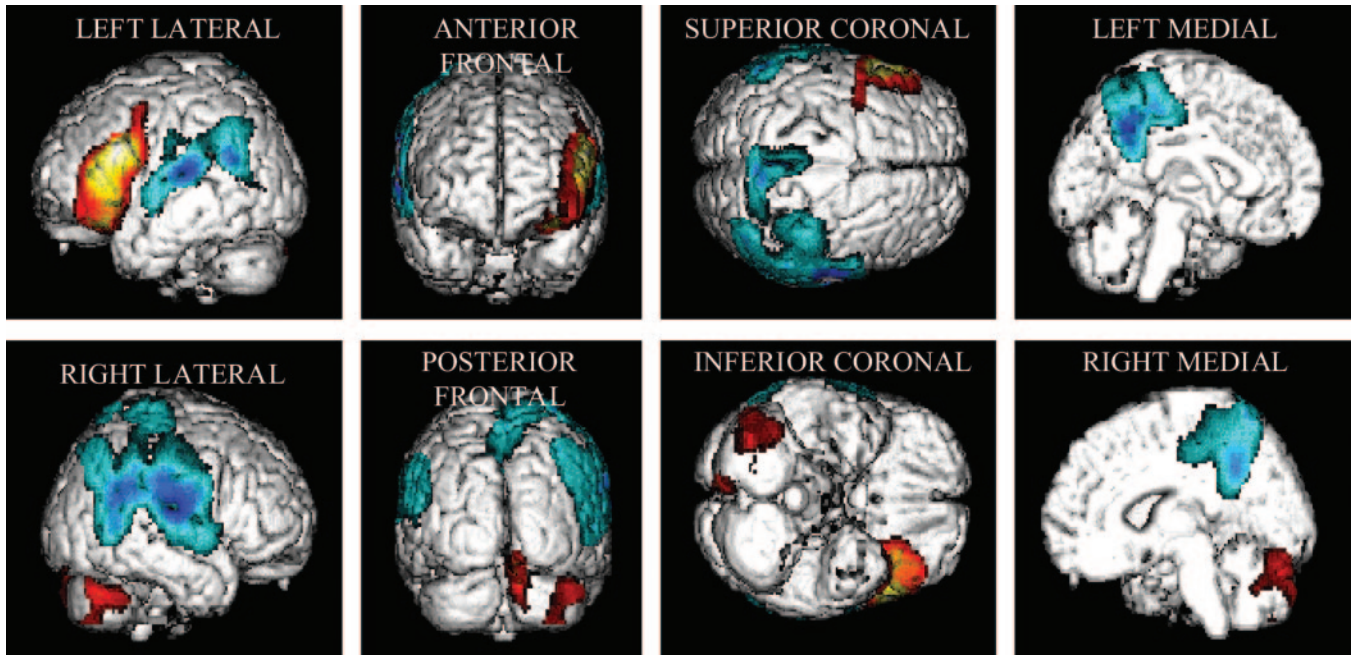 LEFT LATERAL
ANTERIOR
FRONTAL
SUPERIOR CORONAL
LEFT MEDIAL
RIGHT LATERAL
POSTERIOR
FRONTAL
INFERIOR CORONAL
RIGHT MEDIAL